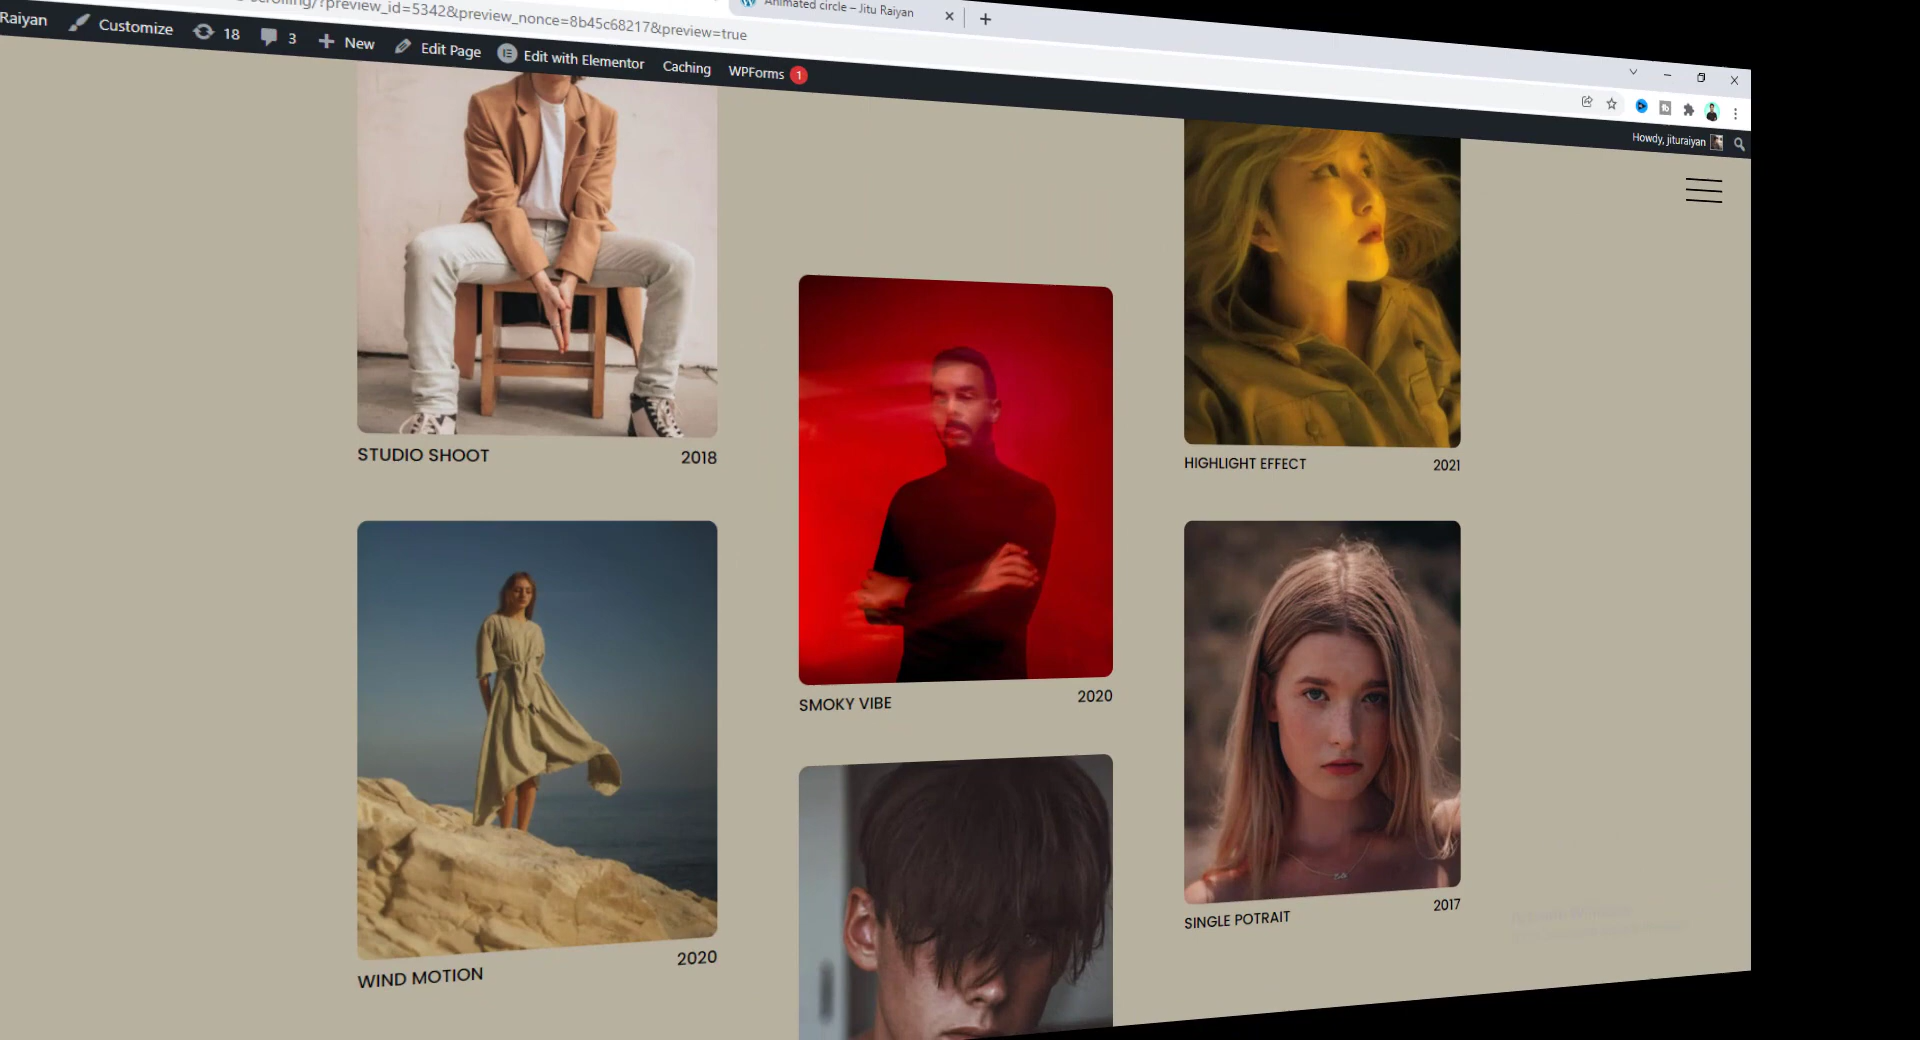 Animated circle – Jitu Raiyan
scrolling/?preview_id=5342&preview_nonce=8b45c68217&preview=true
Raiyan Customize 18 3 New Edit Page Edit with Elementor Caching WPForms 1
Howdy, jituraiyan
STUDIO SHOOT 2018
HIGHLIGHT EFFECT 2021
SMOKY VIBE 2020
SINGLE POTRAIT 2017
WIND MOTION 2020